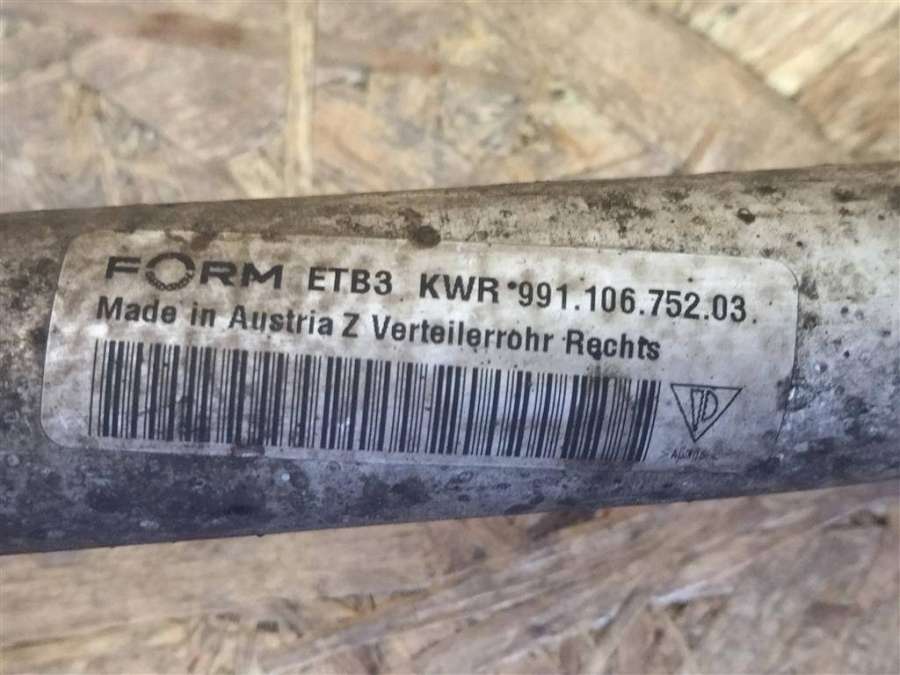 FORM ETB3 KWR 991.106.752.03.
Made in Austria Z Verteilerrohr Rechts